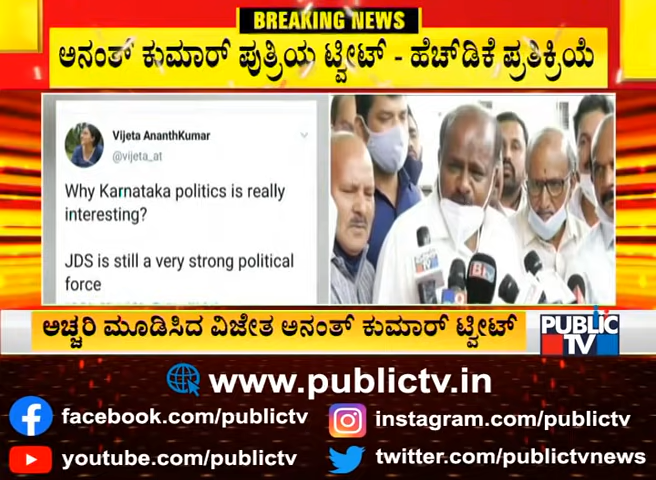 BREAKING NEWS
ಅನಂತ್ ಕುಮಾರ್ ಪುತ್ರಿಯ ಟ್ವೀಟ್ - ಹೆಚ್‌ಡಿಕೆ ಪ್ರತಿಕ್ರಿಯೆ
Vijeta AnanthKumar
@vijeta_at
Why Karnataka politics is really
interesting?
JDS is still a very strong political
force
ಅಚ್ಚರಿ ಮೂಡಿಸಿದ ವಿಜೇತ ಅನಂತ್ ಕುಮಾರ್ ಟ್ವೀಟ್
PUBLIC
TV
www.publictv.in
facebook.com/publictv
instagram.com/publictv
youtube.com/publictv
twitter.com/publictvnews